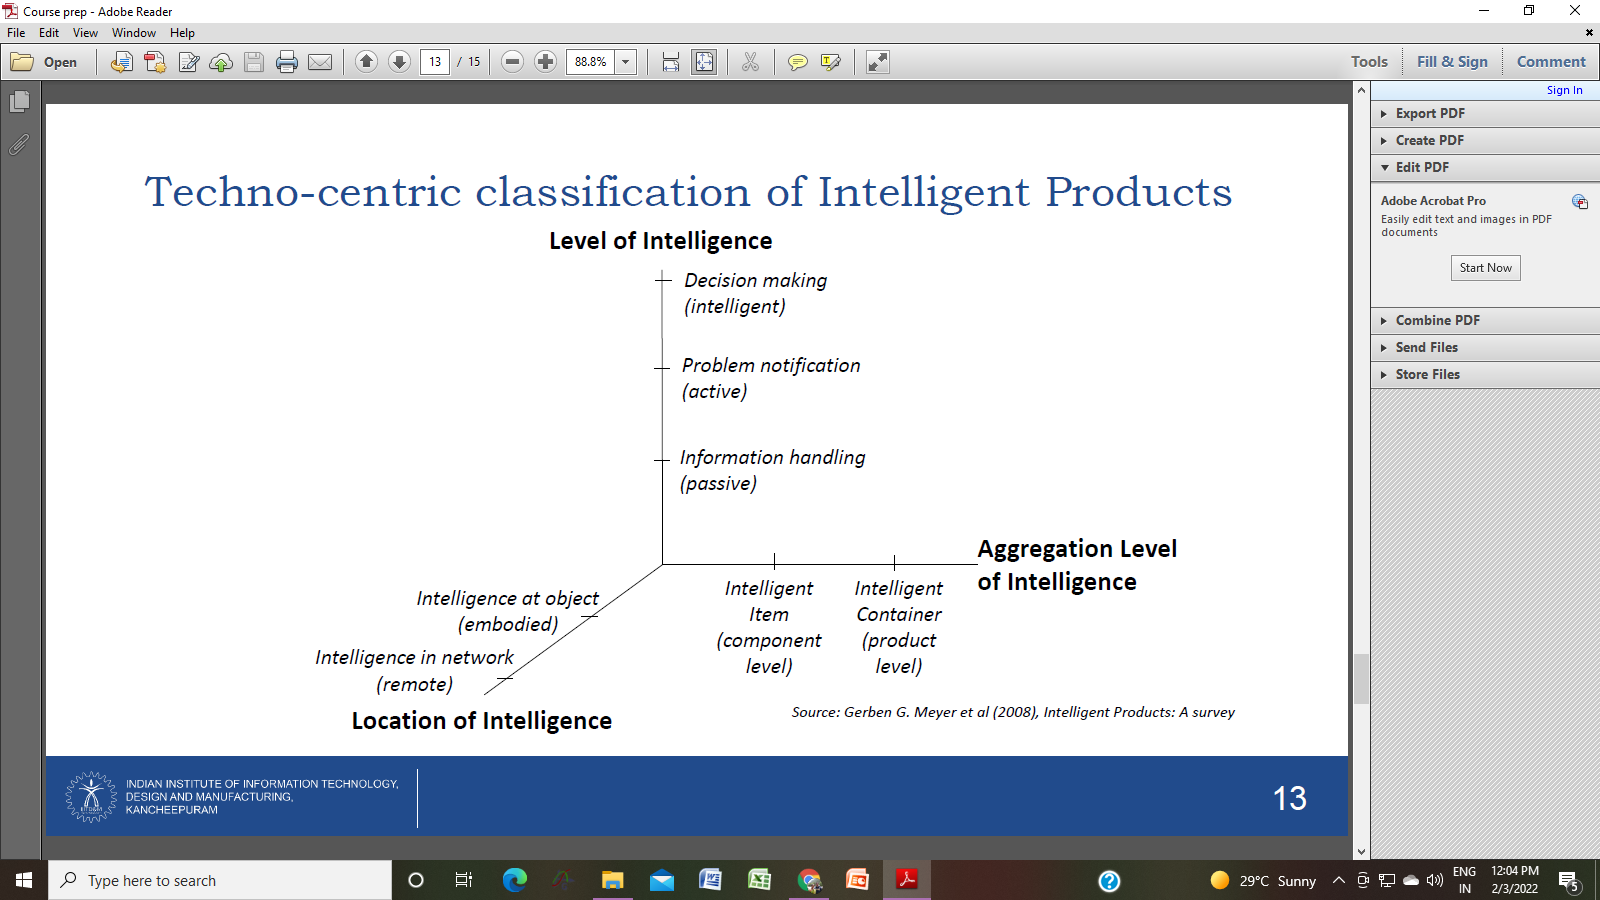 Course prep - Adobe Reader
File Edit View Window Help
Open 13 / 15 88.8% Tools Fill & Sign Comment
Sign In
Export PDF
Create PDF
Edit PDF
Adobe Acrobat Pro
Easily edit text and images in PDF
documents
Start Now
Combine PDF
Send Files
Store Files
Techno-centric classification of Intelligent Products
Level of Intelligence
Decision making
(intelligent)
Problem notification
(active)
Information handling
(passive)
Aggregation Level
of Intelligence
Intelligent
Item
(component
level)
Intelligent
Container
(product
level)
Intelligence at object
(embodied)
Intelligence in network
(remote)
Location of Intelligence
Source: Gerben G. Meyer et al (2008), Intelligent Products: A survey
INDIAN INSTITUTE OF INFORMATION TECHNOLOGY,
DESIGN AND MANUFACTURING,
KANCHEEPURAM
13
Type here to search
29°C Sunny
ENG
IN
12:04 PM
2/3/2022
5